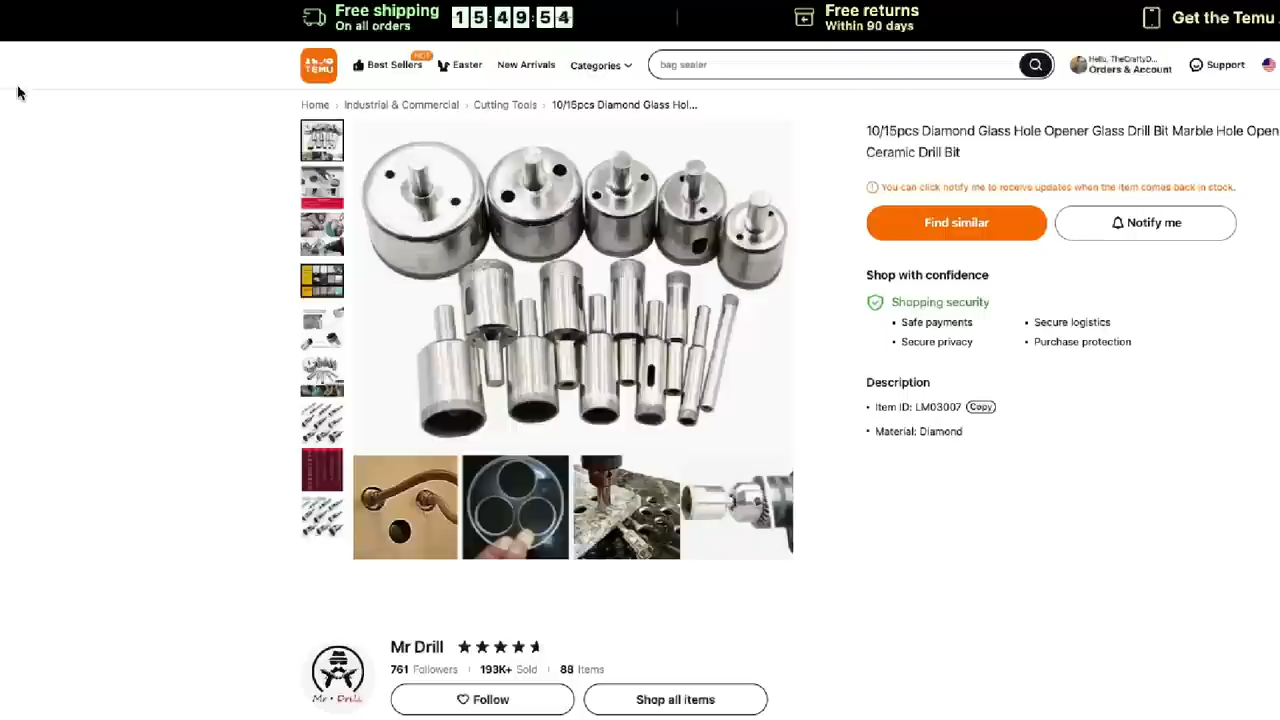 Free shipping
On all orders
15:49:54
Free returns
Within 90 days
Get the Temu
TEMU
Best Sellers
HOT
Easter
New Arrivals
Categories
bag sealer
Hello, TheCraftyD...
Orders & Account
Support
Home › Industrial & Commercial › Cutting Tools › 10/15pcs Diamond Glass Hol...
10/15pcs Diamond Glass Hole Opener Glass Drill Bit Marble Hole Open
Ceramic Drill Bit
You can click notify me to receive updates when the item comes back in stock.
Find similar
Notify me
Shop with confidence
Shopping security
• Safe payments
• Secure logistics
• Secure privacy
• Purchase protection
Description
• Item ID: LM03007 Copy
• Material: Diamond
Mr Drill
761 Followers
193K+ Sold
88 Items
Mr • Drill
Follow
Shop all items